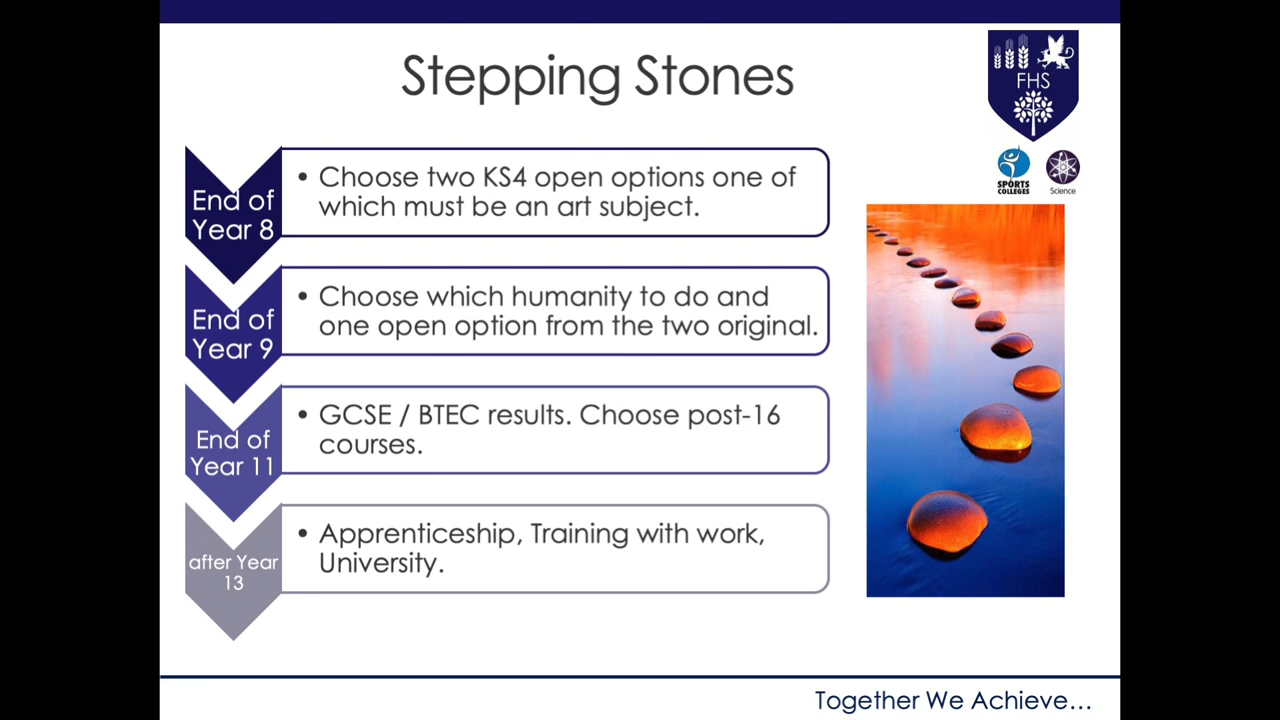 Stepping Stones
FHS
SPORTS
COLLEGES
Science
End of
Year 8
• Choose two KS4 open options one of
which must be an art subject.
End of
Year 9
• Choose which humanity to do and
one open option from the two original.
End of
Year 11
• GCSE / BTEC results. Choose post-16
courses.
after Year
13
• Apprenticeship, Training with work,
University.
Together We Achieve...